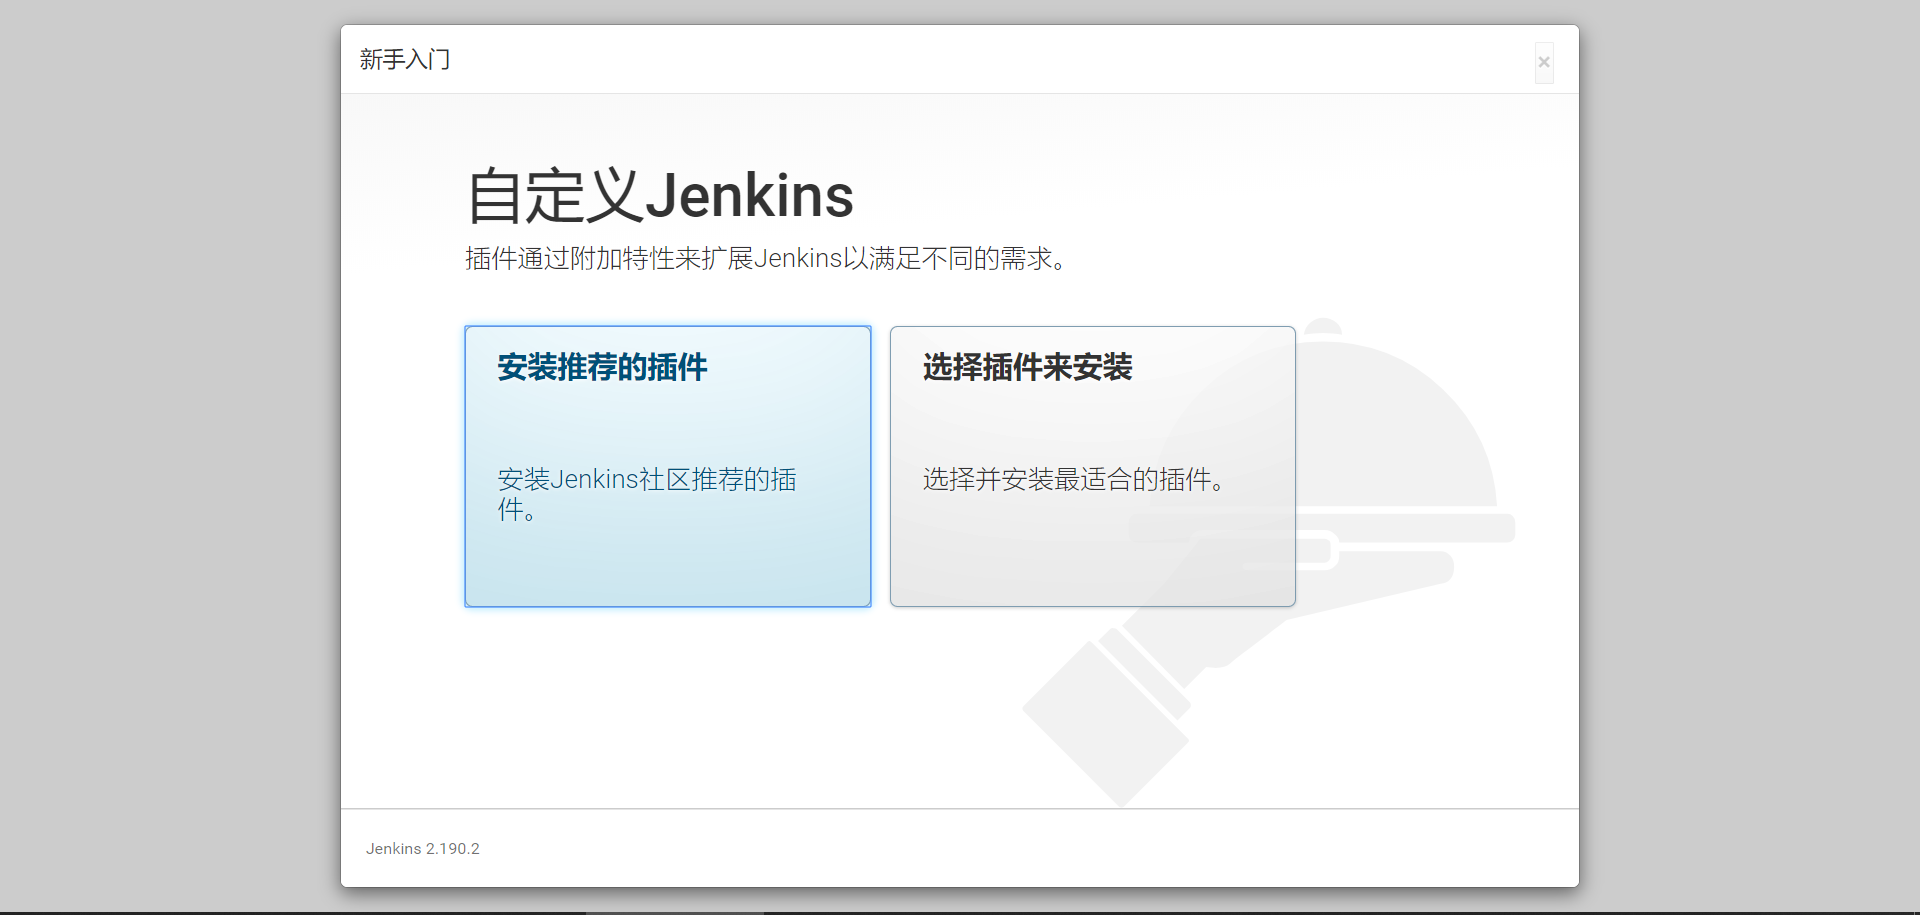 新手入门
×
自定义Jenkins
插件通过附加特性来扩展Jenkins以满足不同的需求。
安装推荐的插件
安装Jenkins社区推荐的插
件。
选择插件来安装
选择并安装最适合的插件。
Jenkins 2.190.2